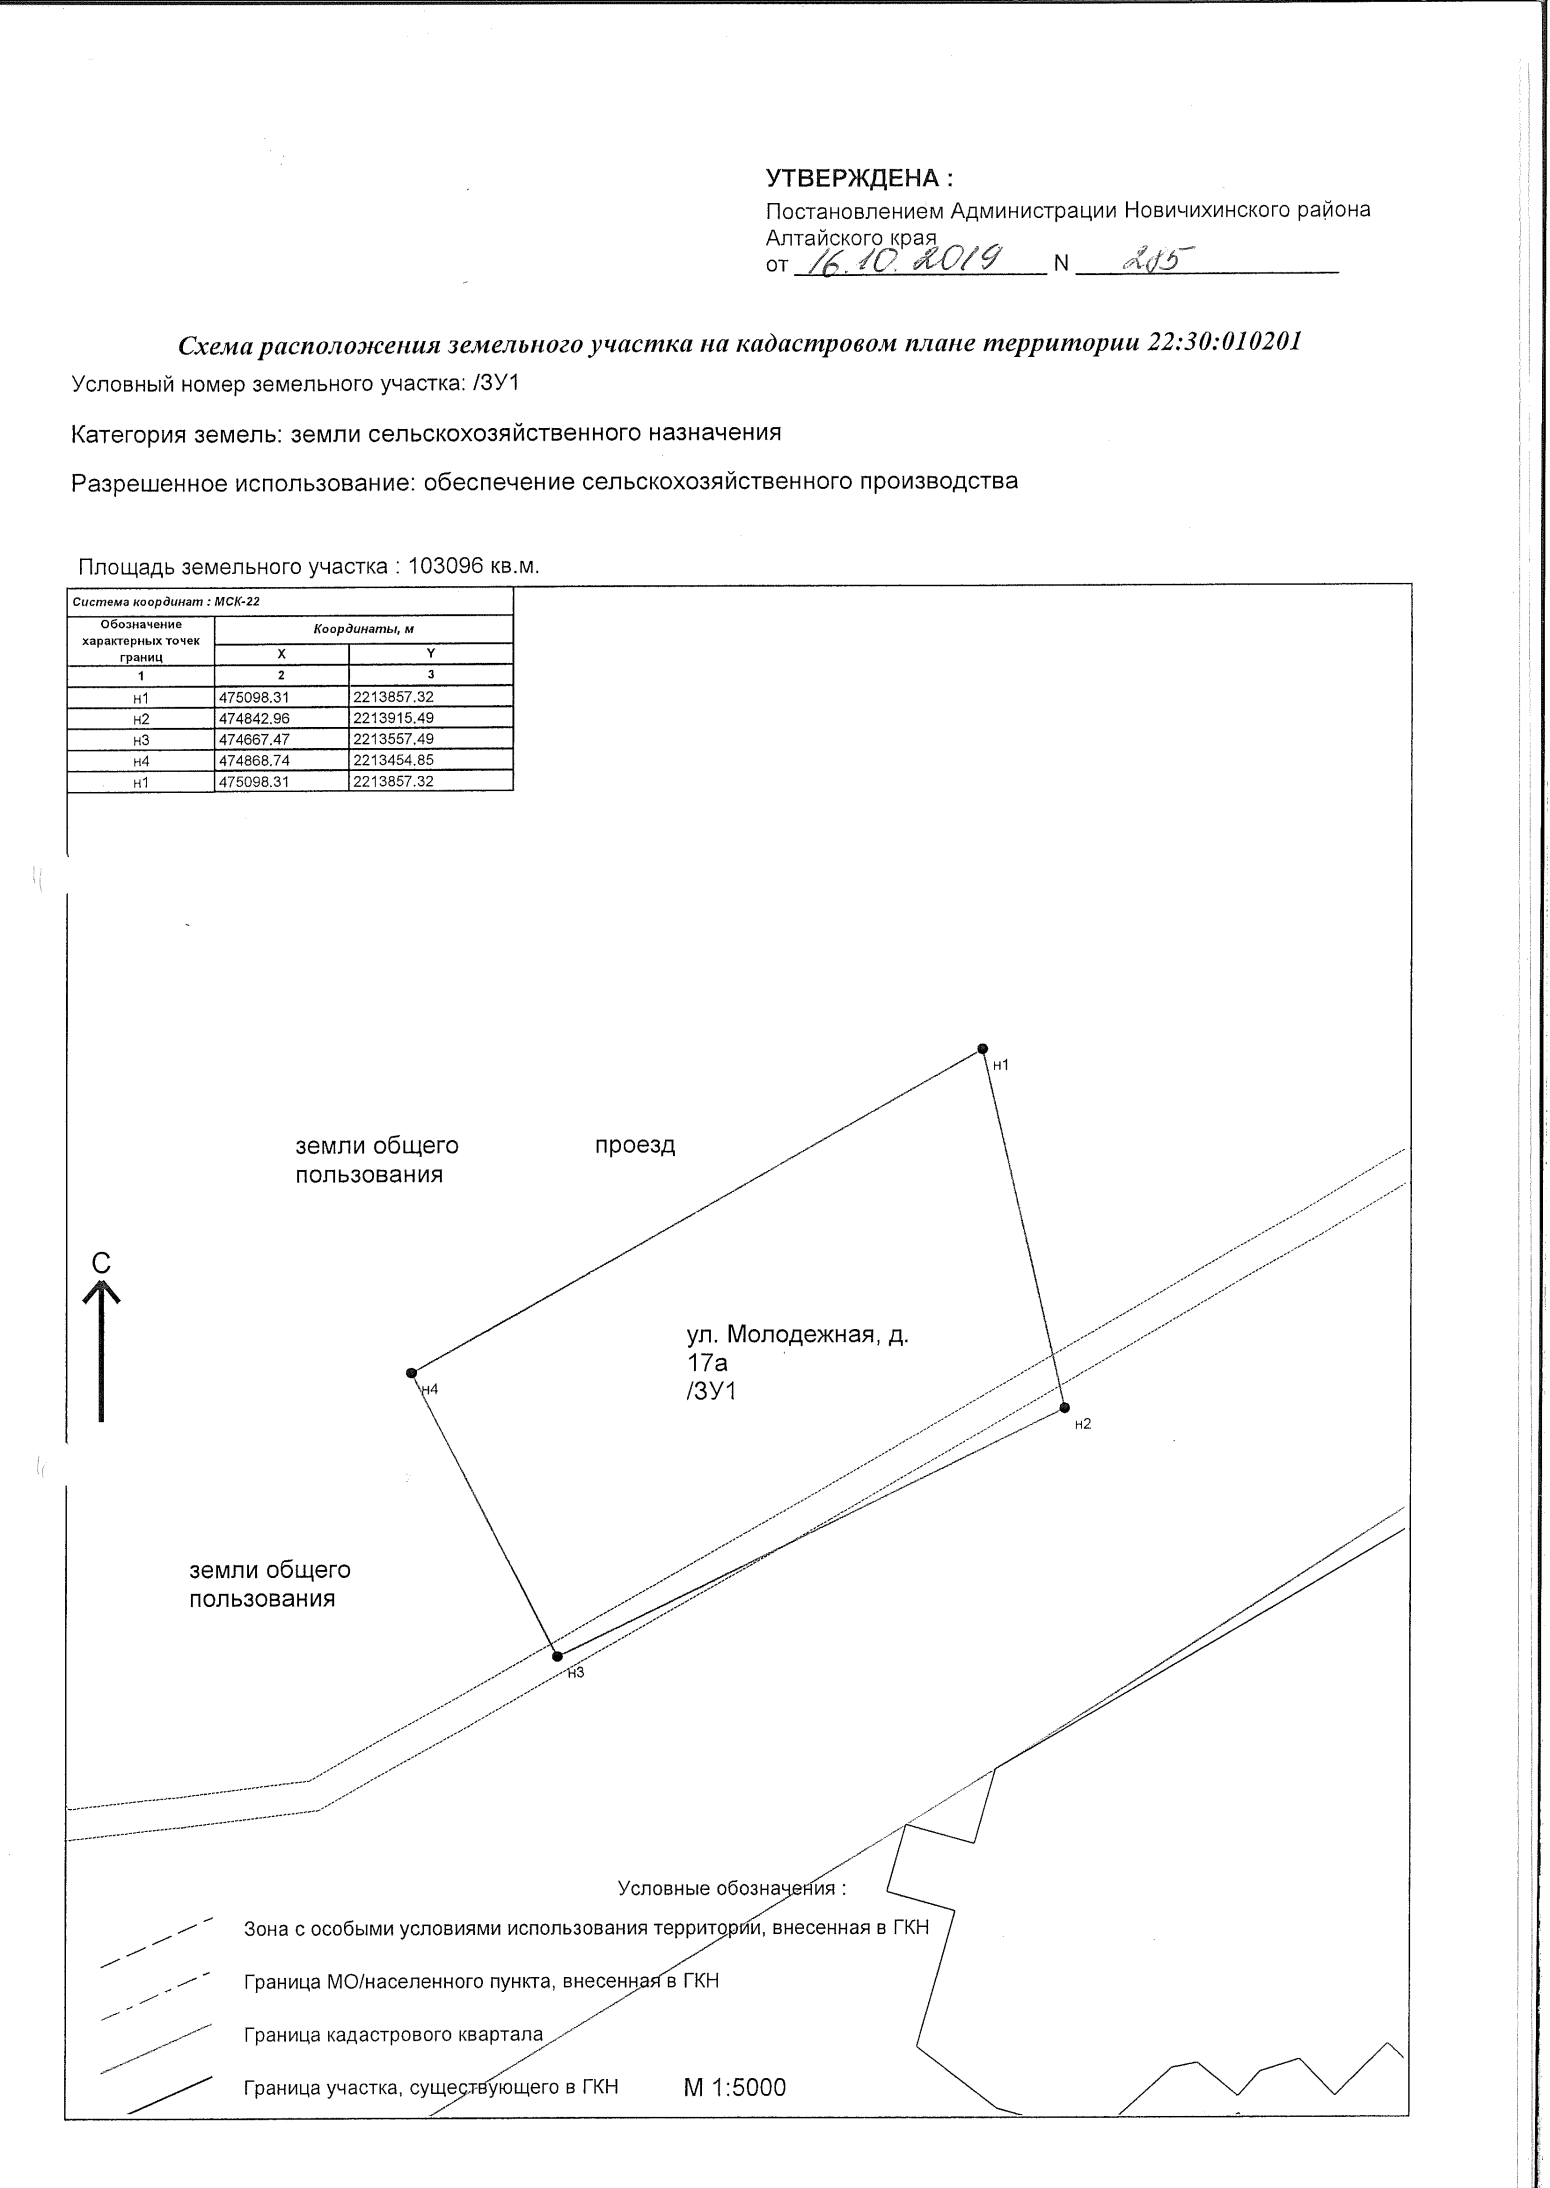 УТВЕРЖДЕНА :
Постановлением Администрации Новичихинского района
Алтайского края
от 16.10.2019 N 285
Схема расположения земельного участка на кадастровом плане территории 22:30:010201
Условный номер земельного участка: /ЗУ1
Категория земель: земли сельскохозяйственного назначения
Разрешенное использование: обеспечение сельскохозяйственного производства
Площадь земельного участка : 103096 кв.м.
Система координат : МСК-22
Обозначение
характерных точек
границ
Координаты, м
X Y
1 2 3
н1 475098.31 2213857.32
н2 474842.96 2213915.49
н3 474667.47 2213557.49
н4 474868.74 2213454.85
н1 475098.31 2213857.32
н1
земли общего
пользования
проезд
С
ул. Молодежная, д.
17а
/ЗУ1
н4
н2
земли общего
пользования
н3
Условные обозначения :
Зона с особыми условиями использования территории, внесенная в ГКН
Граница МО/населенного пункта, внесенная в ГКН
Граница кадастрового квартала
Граница участка, существующего в ГКН
М 1:5000